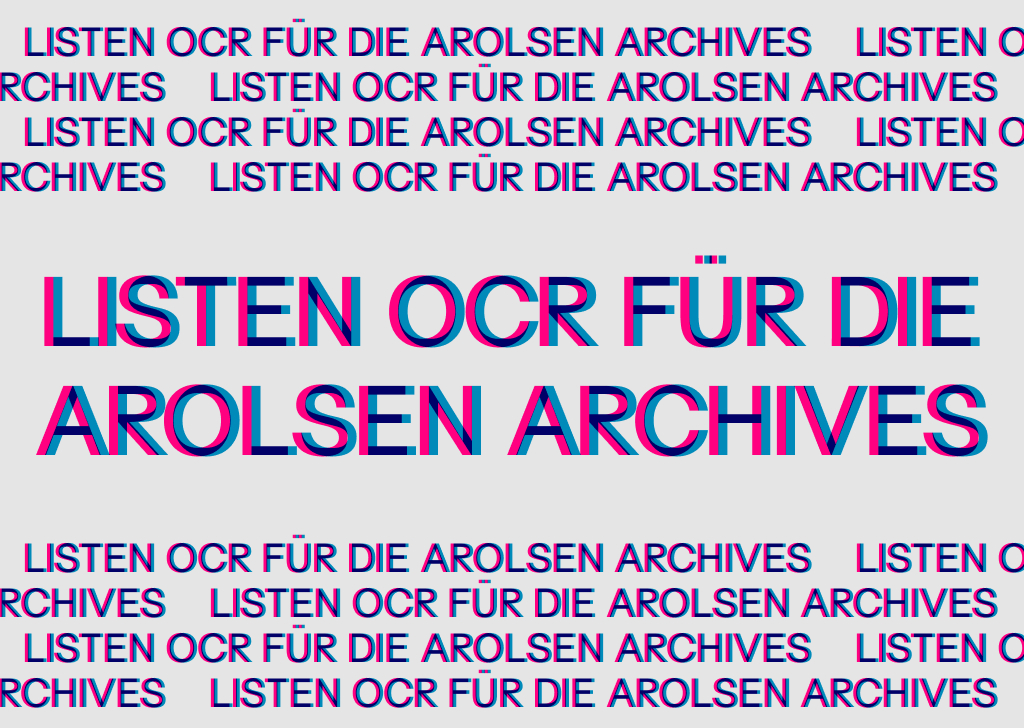 LISTEN OCR FÜR DIE AROLSEN ARCHIVES LISTEN O
RCHIVES LISTEN OCR FÜR DIE AROLSEN ARCHIVES
LISTEN OCR FÜR DIE AROLSEN ARCHIVES LISTEN O
RCHIVES LISTEN OCR FÜR DIE AROLSEN ARCHIVES
LISTEN OCR FÜR DIE
AROLSEN ARCHIVES
LISTEN OCR FÜR DIE AROLSEN ARCHIVES LISTEN O
RCHIVES LISTEN OCR FÜR DIE AROLSEN ARCHIVES
LISTEN OCR FÜR DIE AROLSEN ARCHIVES LISTEN O
RCHIVES LISTEN OCR FÜR DIE AROLSEN ARCHIVES